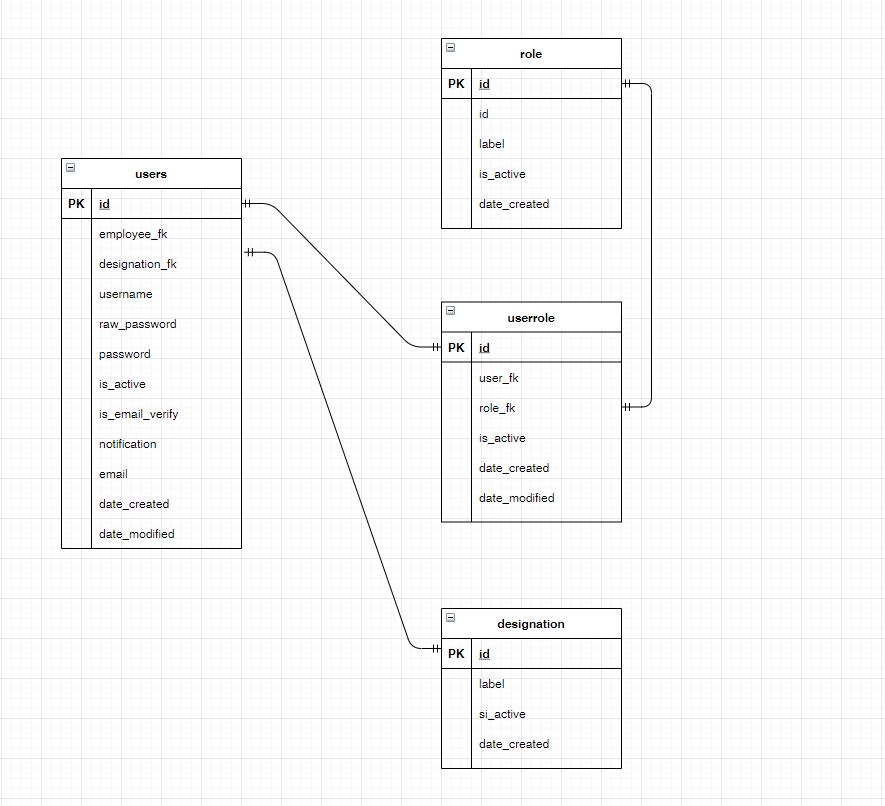 role
PK id
id
label
is_active
date_created
users
PK id
employee_fk
designation_fk
username
raw_password
password
is_active
is_email_verify
notification
email
date_created
date_modified
userrole
PK id
user_fk
role_fk
is_active
date_created
date_modified
designation
PK id
label
si_active
date_created